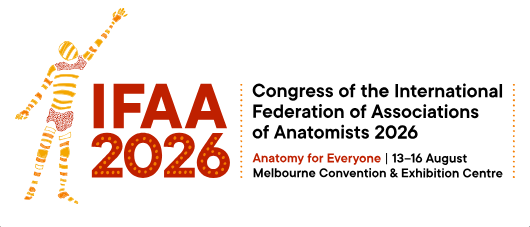 IFAA
2026
Congress of the International
Federation of Associations
of Anatomists 2026
Anatomy for Everyone | 13–16 August
Melbourne Convention & Exhibition Centre